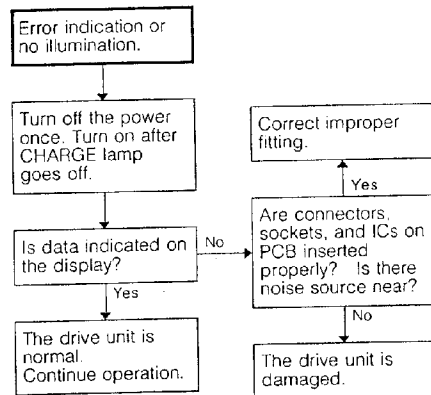 Error indication or
no illumination.
Turn off the power
once. Turn on after
CHARGE lamp
goes off.
Is data indicated on
the display?
No
Yes
The drive unit is
normal.
Continue operation.
Correct improper
fitting.
Yes
Are connectors,
sockets, and ICs on
PCB inserted
properly? Is there
noise source near?
No
The drive unit is
damaged.